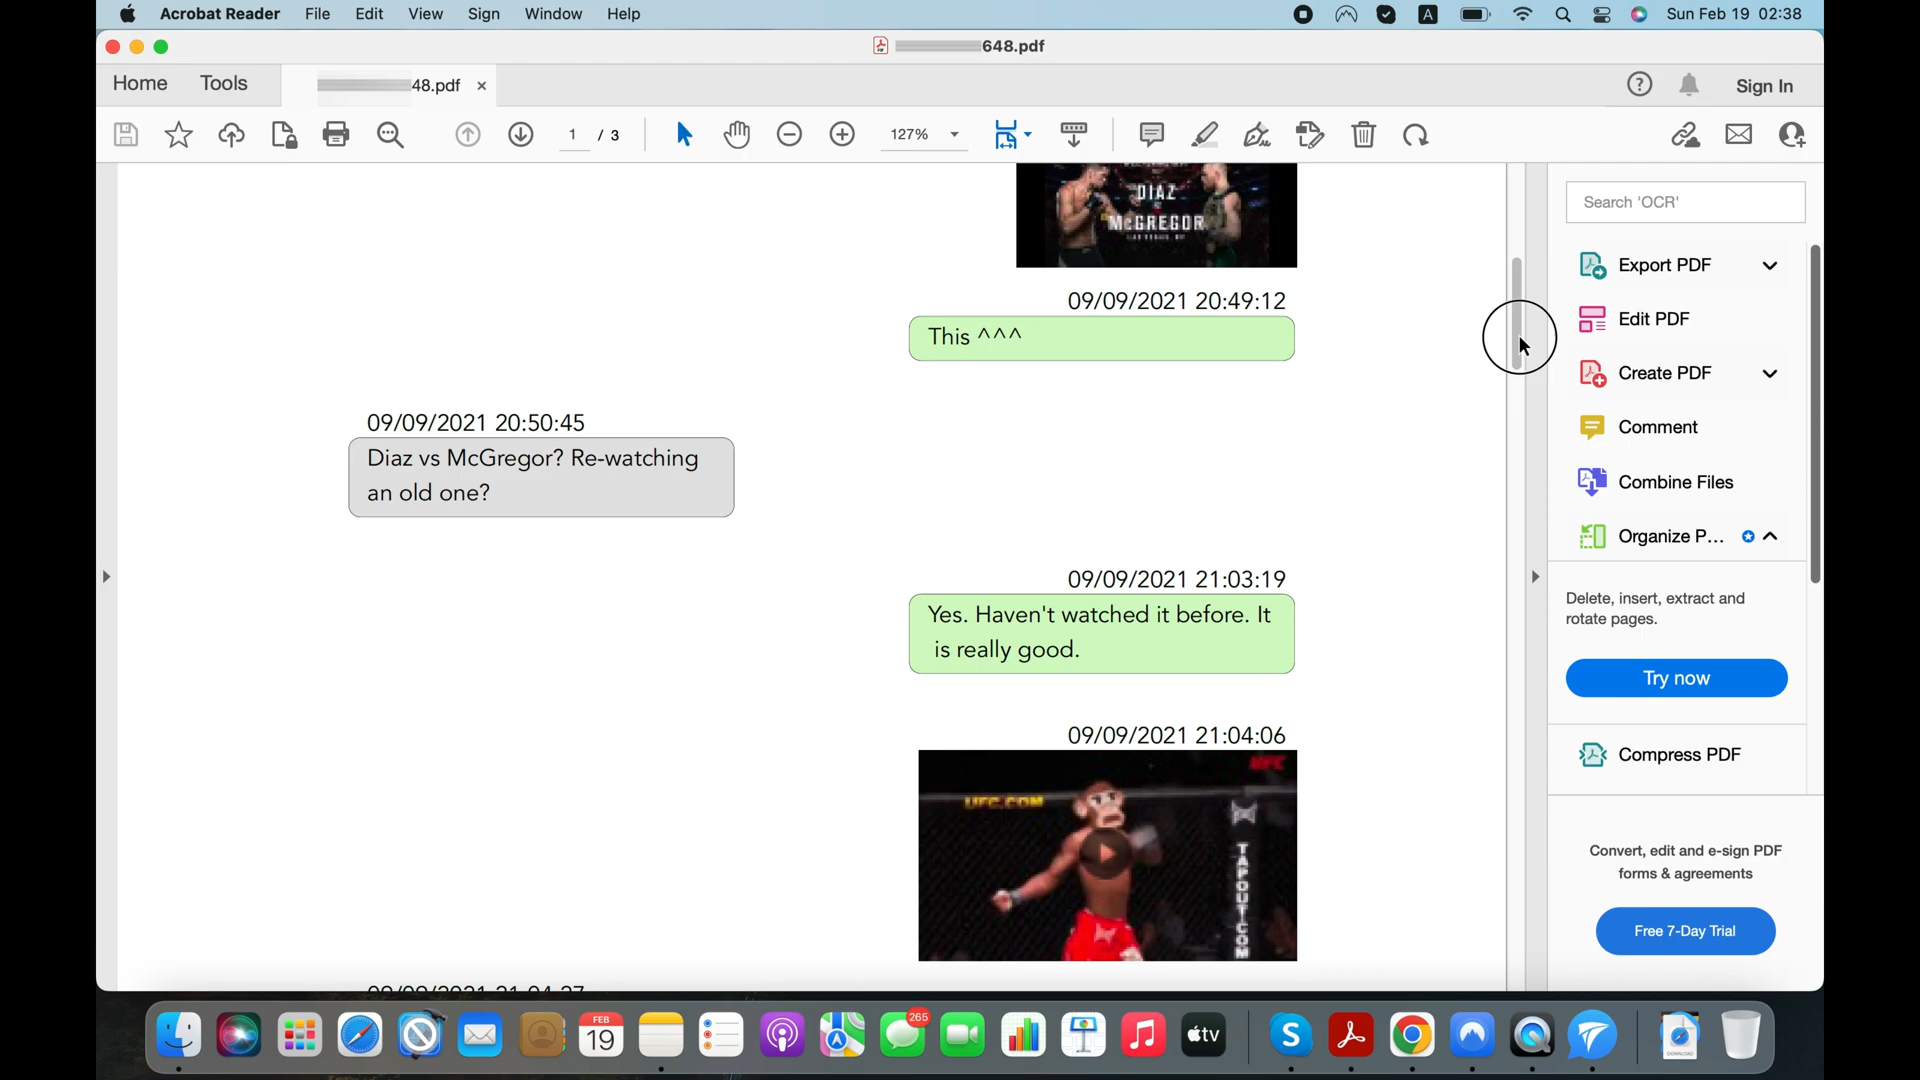 Acrobat Reader File Edit View Sign Window Help A Sun Feb 19 02:38
648.pdf
Home Tools 48.pdf × ? Sign In
1 / 3 127%
DIAZ
McGREGOR
09/09/2021 20:49:12
This ^^^
09/09/2021 20:50:45
Diaz vs McGregor? Re-watching
an old one?
09/09/2021 21:03:19
Yes. Haven't watched it before. It
is really good.
09/09/2021 21:04:06
UFC
UFC.COM
TAPOUT.COM
Search 'OCR'
Export PDF
Edit PDF
Create PDF
Comment
Combine Files
Organize P...
Delete, insert, extract and
rotate pages.
Try now
Compress PDF
Convert, edit and e-sign PDF
forms & agreements
Free 7-Day Trial
FEB
19
265
tv
S
DOWNLOAD